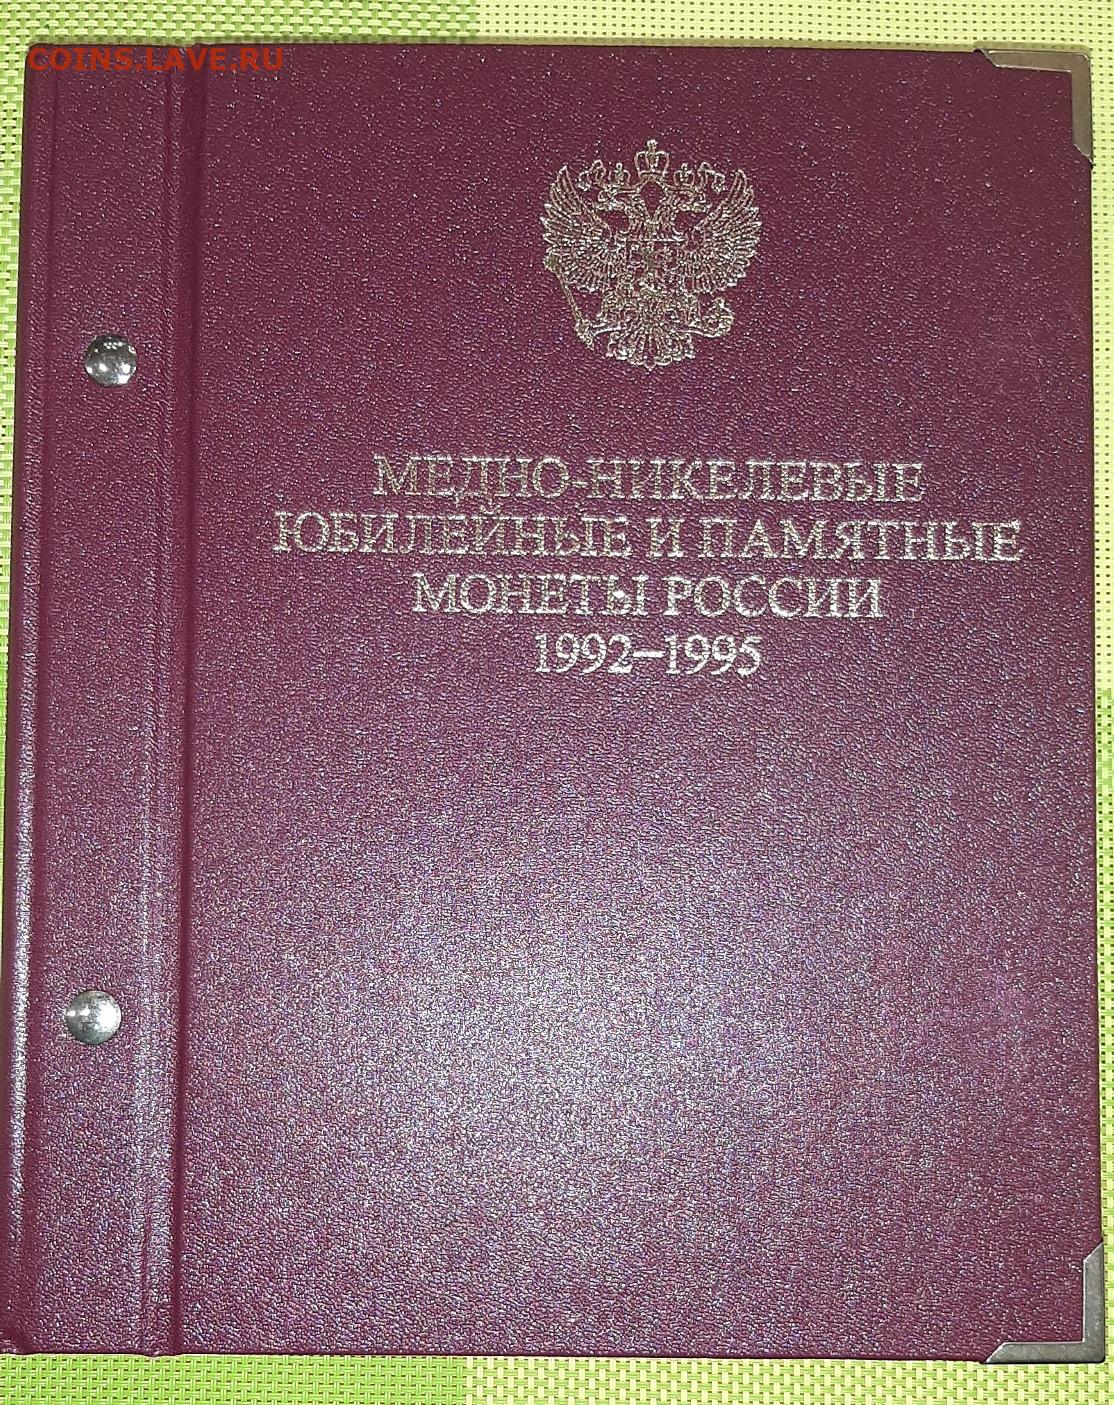 COINS.LAVE.RU
МЕДНО-НИКЕЛЕВЫЕ
ЮБИЛЕЙНЫЕ И ПАМЯТНЫЕ
МОНЕТЫ РОССИИ
1992–1995